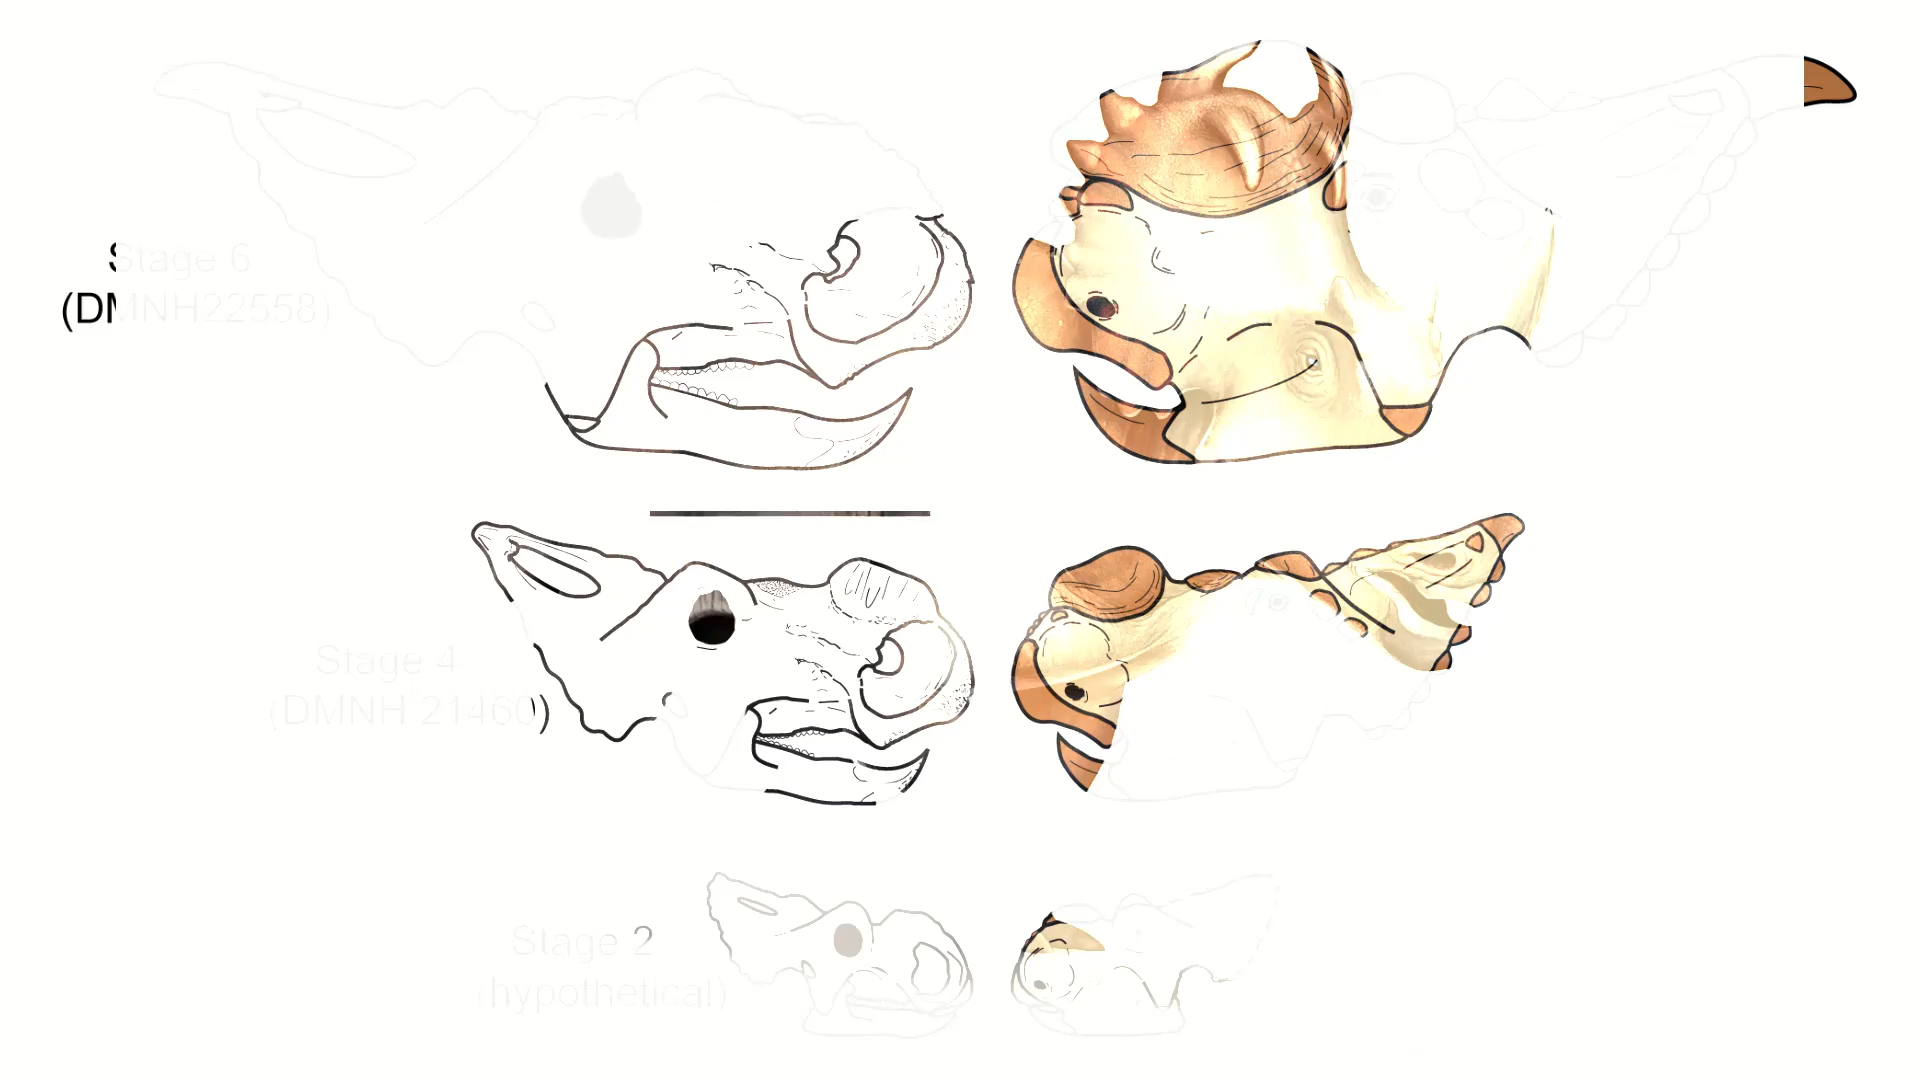 Stage 6
(DMNH22558)
Stage 4
(DMNH 21460)
Stage 2
(hypothetical)